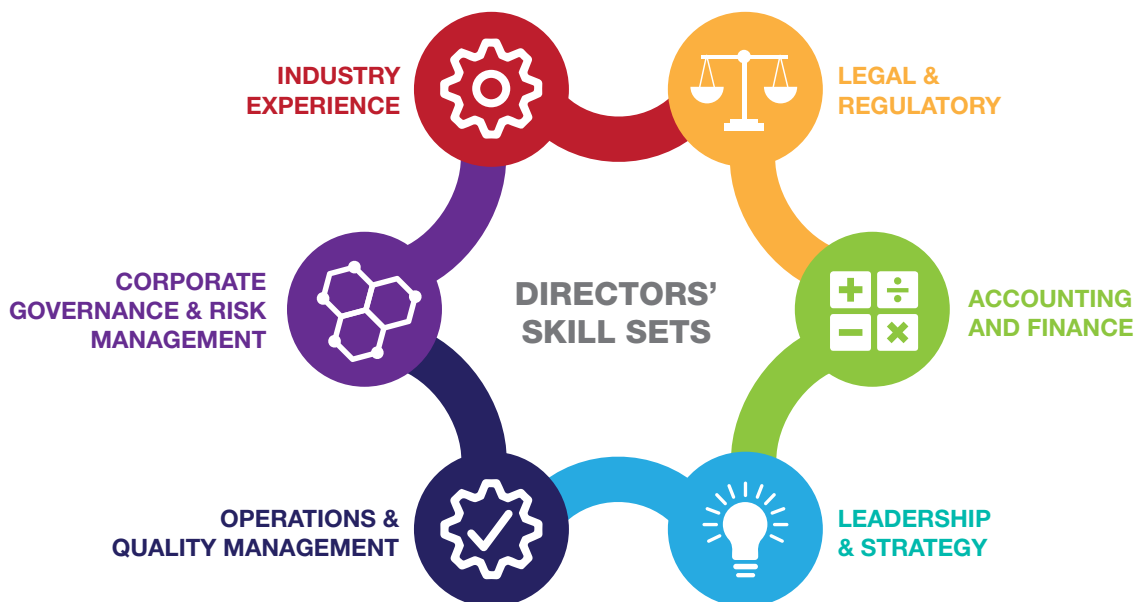 INDUSTRY
EXPERIENCE
LEGAL &
REGULATORY
CORPORATE
GOVERNANCE & RISK
MANAGEMENT
DIRECTORS’
SKILL SETS
ACCOUNTING
AND FINANCE
OPERATIONS &
QUALITY MANAGEMENT
LEADERSHIP
& STRATEGY